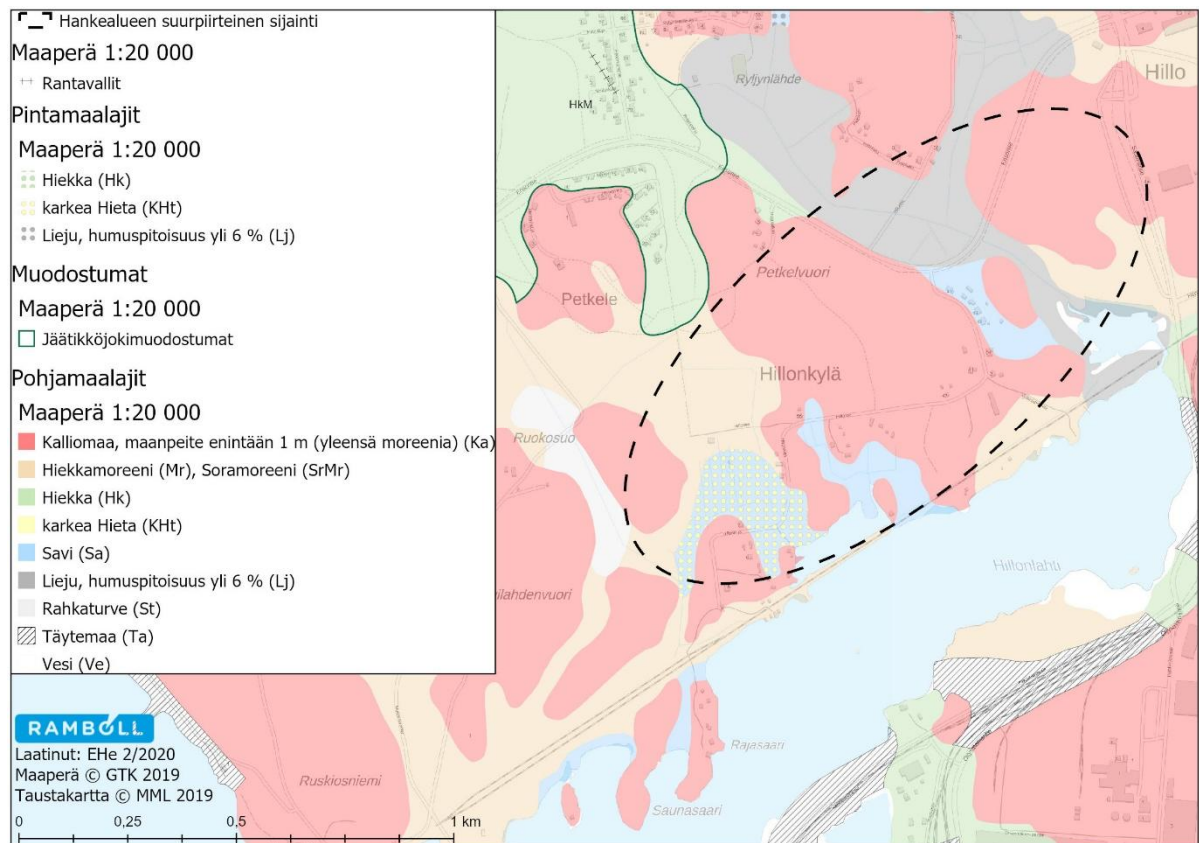 Hankealueen suurpiirteinen sijainti
Maaperä 1:20 000
Rantavallit
Pintamaalajit
Maaperä 1:20 000
Hiekka (Hk)
karkea Hieta (KHt)
Lieju, humuspitoisuus yli 6 % (Lj)
Muodostumat
Maaperä 1:20 000
Jäätikköjokimuodostumat
Pohjamaalajit
Maaperä 1:20 000
Kalliomaa, maanpeite enintään 1 m (yleensä moreenia) (Ka)
Hiekkamoreeni (Mr), Soramoreeni (SrMr)
Hiekka (Hk)
karkea Hieta (KHt)
Savi (Sa)
Lieju, humuspitoisuus yli 6 % (Lj)
Rahkaturve (St)
Täytemaa (Ta)
Vesi (Ve)
RAMBOLL
Laatinut: EHe 2/2020
Maaperä © GTK 2019
Taustakartta © MML 2019
0 0,25 0,5 1 km
Ryljynlähde
Hillo
HkM
Petkelvuori
Petkele
Hillonkylä
Ruokosuo
Hillonlahti
ilahdenvuori
Rajasaari
Ruskiosniemi
Saunasaari